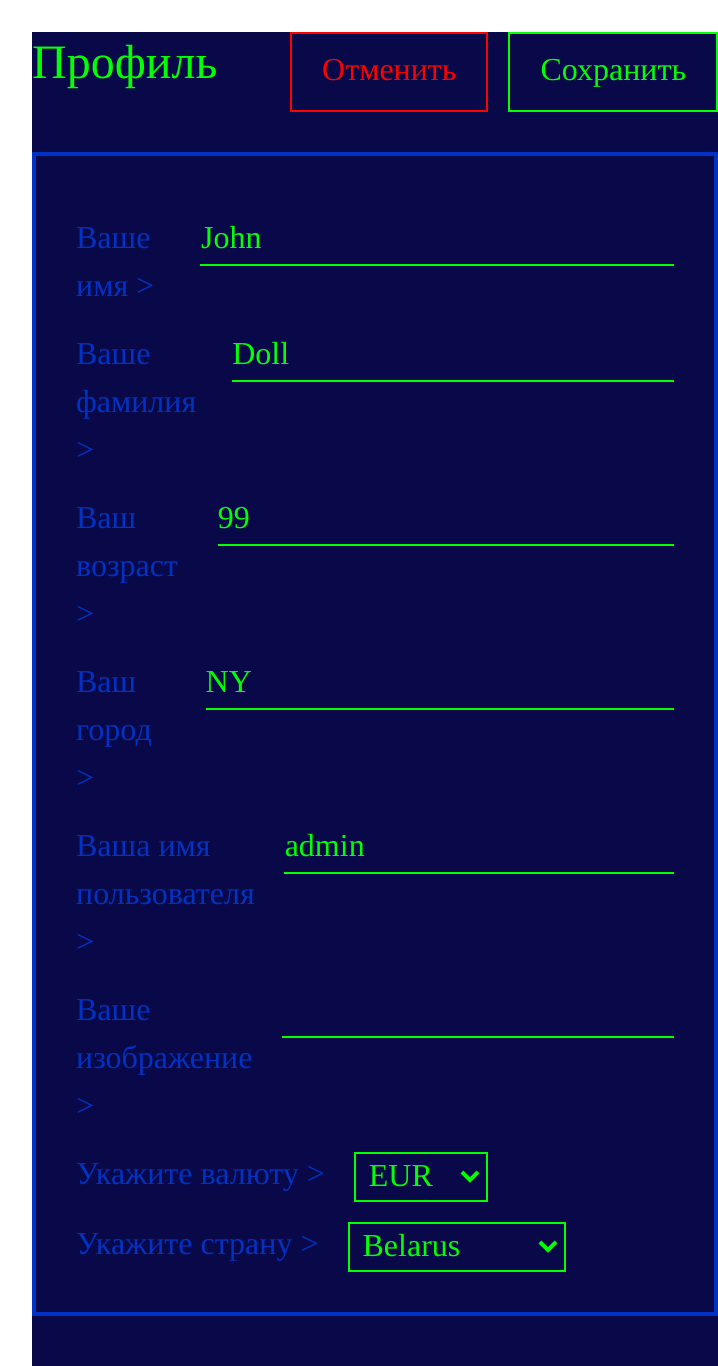 Профиль Отменить Сохранить
Ваше John
имя >
Ваше Doll
фамилия
>
Ваш 99
возраст
>
Ваш NY
город
>
Ваша имя admin
пользователя
>
Ваше
изображение
>
Укажите валюту > EUR
Укажите страну > Belarus